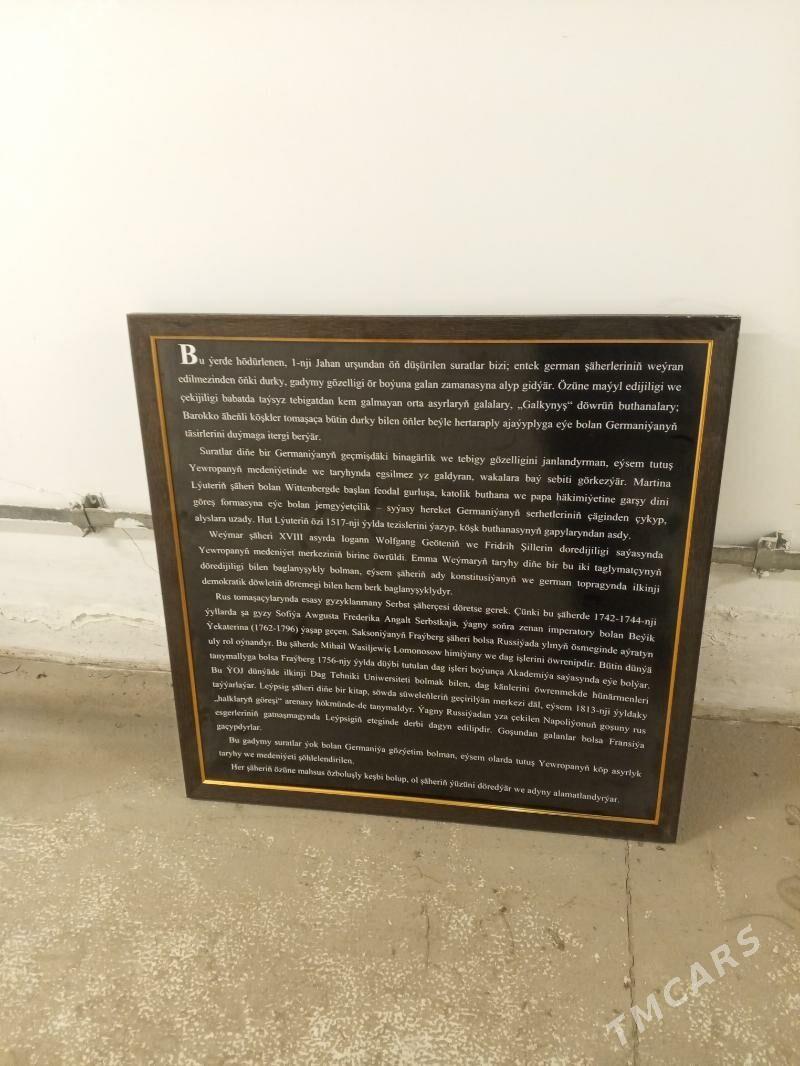 Bu ýerde hödürlenen, 1-nji Jahan urşundan öň düşürilen suratlar bizi; entek german şäherleriniň weýran
edilmezinden öňki durky, gadymy gözelligi ör boýuna galan zamanasyna alyp gidýär. Özüne maýyl edijiligi we
çekijiligi babatda taýsyz tebigatdan kem galmaýan orta asyrlaryň galalary, „Galkynyş“ döwrüň buthanalary;
Barokko äheňli köşkler tomaşaça bütin durky bilen öňler beýle hertaraply ajaýyplyga eýe bolan Germaniýanyň
täsirlerini duýmaga itergi berýär.
Suratlar diňe bir Germaniýanyň geçmişdäki binagärlik we tebigy gözelligini janlandyrman, eýsem tutuş
Ýewropanyň medeniýetinde we taryhynda egsilmez yz galdyran, wakalara baý sebiti görkezýär. Martina
Lýuteriň şäheri bolan Wittenbergde başlan feodal gurluşa, katolik buthana we papa häkimiýetine garşy dini
göreş formasyna eýe bolan jemgyýetçilik – syýasy hereket Germaniýanyň serhetleriniň çäginden çykyp,
alyslara uzady. Hut Lýuteriň özi 1517-nji ýylda tezislerini ýazyp, köşk buthanasynyň gapylaryndan asdy.
Weýmar şäheri XVIII asyrda Iogann Wolfgang Geöteniň we Fridrih Şilleriň doredijiligi saýasynda
Ýewropanyň medeniýet merkeziniň birine öwrüldi. Emma Weýmaryň taryhy diňe bir bu iki taglymatçynyň
döredijiligi bilen baglanyşykly bolman, eýsem şäheriň ady konstitusiýanyň we german topragynda ilkinji
demokratik döwletiň döremegi bilen hem berk baglanyşyklydyr.
Rus tomaşaçylarynda esasy gyzyklanmany Serbst şäherçesi döretse gerek. Çünki bu şäherde 1742-1744-nji
ýyllarda şa gyzy Sofiýa Awgusta Frederika Angalt Serbstkaja, ýagny soňra zenan imperatory bolan Beýik
Ýekaterina (1762-1796) ýaşap geçen. Saksoniýanyň Fraýberg şäheri bolsa Russiýada ylmyň ösmeginde aýratyn
uly rol oýnandyr. Bu şäherde Mihail Wasiljewiç Lomonosow himiýany we dag işlerini öwrenipdir. Bütin dünýä
tanymallyga bolsa Fraýberg 1756-njy ýylda düýbi tutulan dag işleri boýunça Akademiýa saýasynda eýe bolýar.
Bu ÝOJ dünýäde ilkinji Dag Tehniki Uniwersiteti bolmak bilen, dag känlerini öwrenmekde hünärmenleri
taýýarlaýar. Leýpsig şäheri diňe bir kitap, söwda süweleňleriň geçirilýän merkezi däl, eýsem 1813-nji ýyldaky
„halklaryň göreşi“ arenasy hökmünde-de tanymaldyr. Ýagny Russiýadan yza çekilen Napoliýonuň goşuny rus
esgerleriniň gatnaşmagynda Leýpsigiň eteginde derbi dagyn edilipdir. Goşundan galanlar bolsa Fransiýa
gaçypdyrlar.
Bu gadymy suratlar ýok bolan Germaniýa gözýetim bolman, eýsem olarda tutuş Ýewropanyň köp asyrlyk
taryhy we medeniýeti şöhlelendirilen.
Her şäheriň özüne mahsus özboluşly keşbi bolup, ol şäheriň ýüzüni döredýär we adyny alamatlandyrýar.
TMCARS